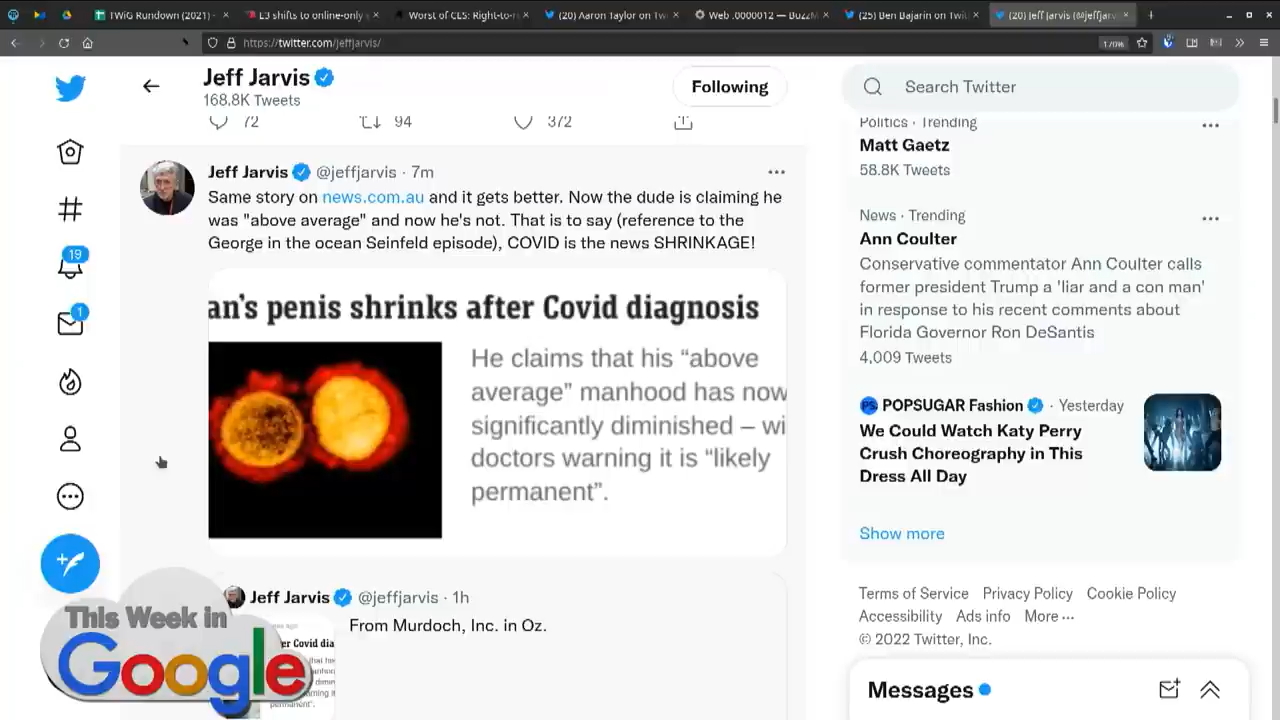 TWiG Rundown (2021) -
E3 shifts to online-only
Worst of CES: Right-to-r
(20) Aaron Taylor on Tw
Web .0000012 — BuzzM
(25) Ben Bajarin on Twit
(20) Jeff Jarvis (@jeffjarv
https://twitter.com/jeffjarvis/
170%
Jeff Jarvis
168.8K Tweets
Following
Search Twitter
72
94
372
Jeff Jarvis @jeffjarvis · 7m
Same story on news.com.au and it gets better. Now the dude is claiming he
was "above average" and now he's not. That is to say (reference to the
George in the ocean Seinfeld episode), COVID is the news SHRINKAGE!
an's penis shrinks after Covid diagnosis
He claims that his “above
average” manhood has now
significantly diminished – wi
doctors warning it is “likely
permanent”.
Jeff Jarvis @jeffjarvis · 1h
From Murdoch, Inc. in Oz.
er Covid dia
permanent".
19
1
Politics · Trending
Matt Gaetz
58.8K Tweets
News · Trending
Ann Coulter
Conservative commentator Ann Coulter calls
former president Trump a 'liar and a con man'
in response to his recent comments about
Florida Governor Ron DeSantis
4,009 Tweets
PS POPSUGAR Fashion · Yesterday
We Could Watch Katy Perry
Crush Choreography in This
Dress All Day
Show more
Terms of Service Privacy Policy Cookie Policy
Accessibility Ads info More ···
© 2022 Twitter, Inc.
Messages
This Week in
Google